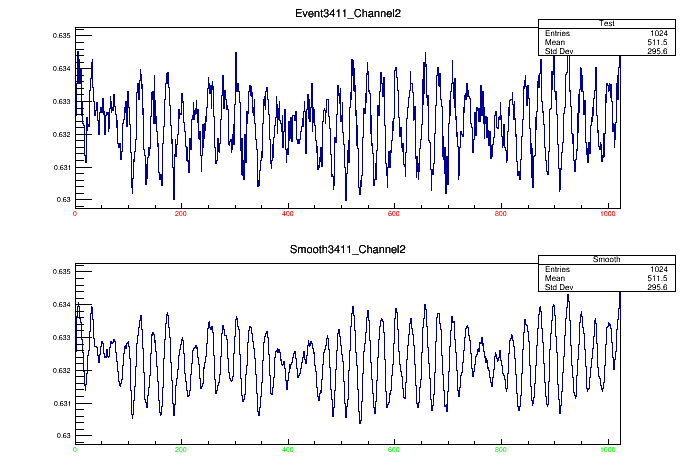 Event3411_Channel2
Test
Entries 1024
Mean 511.5
Std Dev 295.6
0.635
0.634
0.633
0.632
0.631
0.63
0 200 400 600 800 1000
Smooth3411_Channel2
Smooth
Entries 1024
Mean 511.5
Std Dev 295.6
0.635
0.634
0.633
0.632
0.631
0.63
0 200 400 600 800 1000